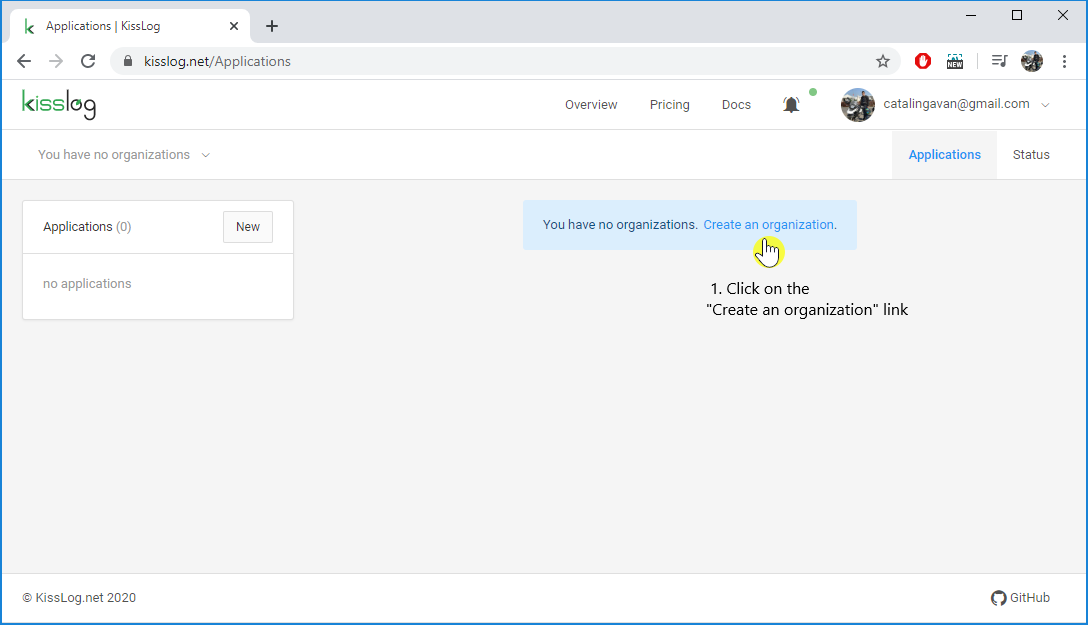 Applications | KissLog
kisslog.net/Applications
NEW
kisslog
Overview
Pricing
Docs
catalingavan@gmail.com
You have no organizations
Applications
Status
Applications (0)
New
no applications
You have no organizations. Create an organization.
1. Click on the
"Create an organization" link
© KissLog.net 2020
GitHub